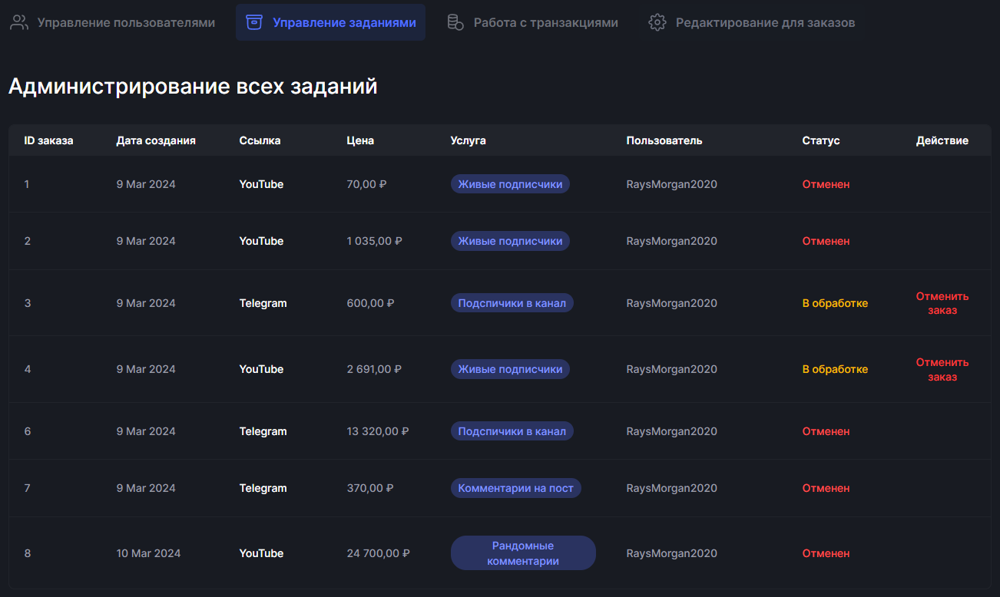 Управление пользователями Управление заданиями Работа с транзакциями Редактирование для заказов
Администрирование всех заданий
ID заказа Дата создания Ссылка Цена Услуга Пользователь Статус Действие
1 9 Mar 2024 YouTube 70,00 ₽ Живые подписчики RaysMorgan2020 Отменен
2 9 Mar 2024 YouTube 1 035,00 ₽ Живые подписчики RaysMorgan2020 Отменен
3 9 Mar 2024 Telegram 600,00 ₽ Подспичики в канал RaysMorgan2020 В обработке Отменить
заказ
4 9 Mar 2024 YouTube 2 691,00 ₽ Живые подписчики RaysMorgan2020 В обработке Отменить
заказ
6 9 Mar 2024 Telegram 13 320,00 ₽ Подспичики в канал RaysMorgan2020 Отменен
7 9 Mar 2024 Telegram 370,00 ₽ Комментарии на пост RaysMorgan2020 Отменен
8 10 Mar 2024 YouTube 24 700,00 ₽ Рандомные
комментарии RaysMorgan2020 Отменен